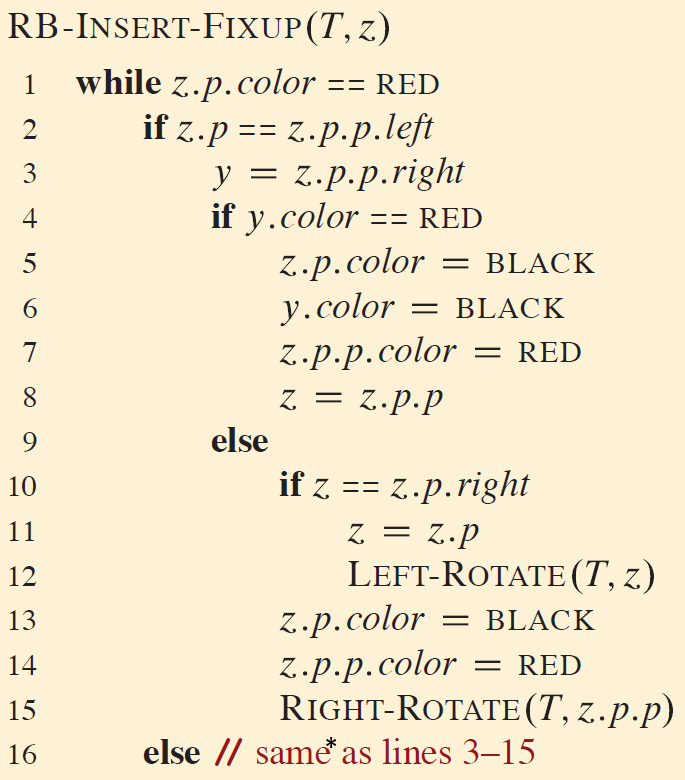 RB-INSERT-FIXUP(T, z)
1 while z.p.color == RED
2 if z.p == z.p.p.left
3 y = z.p.p.right
4 if y.color == RED
5 z.p.color = BLACK
6 y.color = BLACK
7 z.p.p.color = RED
8 z = z.p.p
9 else
10 if z == z.p.right
11 z = z.p
12 LEFT-ROTATE(T, z)
13 z.p.color = BLACK
14 z.p.p.color = RED
15 RIGHT-ROTATE(T, z.p.p)
16 else // same* as lines 3–15